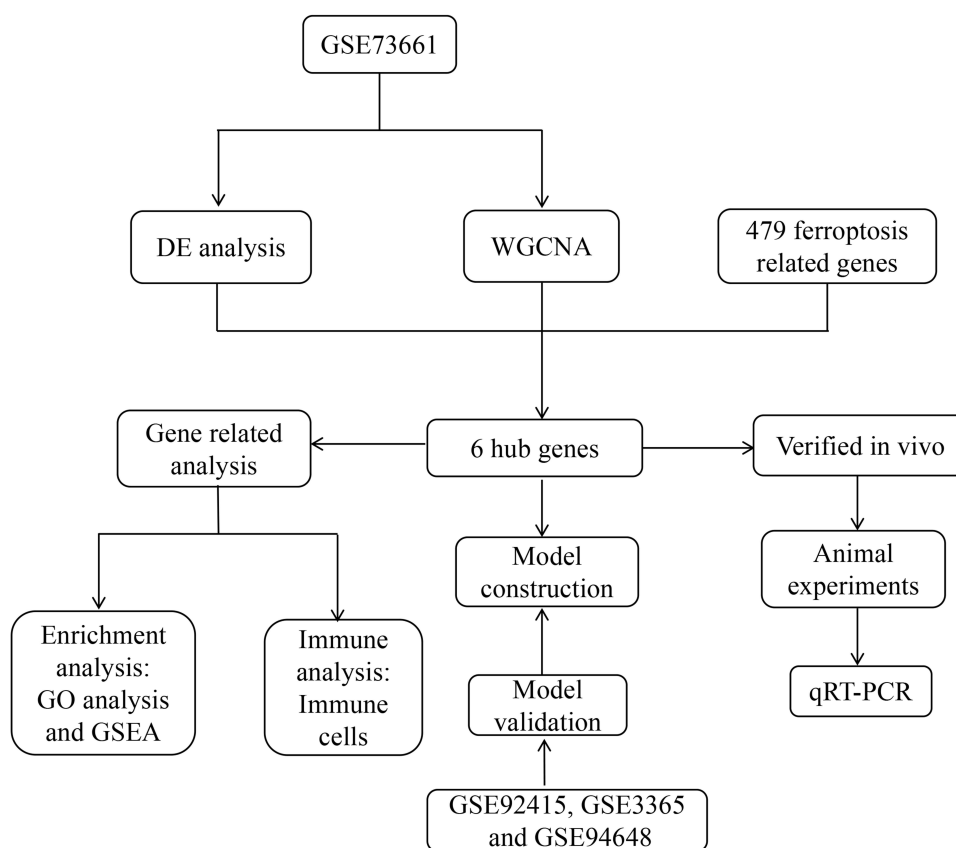 GSE73661
DE analysis
WGCNA
479 ferroptosis
related genes
Gene related
analysis
6 hub genes
Verified in vivo
Model
construction
Animal
experiments
Enrichment
analysis:
GO analysis
and GSEA
Immune
analysis:
Immune
cells
Model
validation
qRT-PCR
GSE92415, GSE3365
and GSE94648